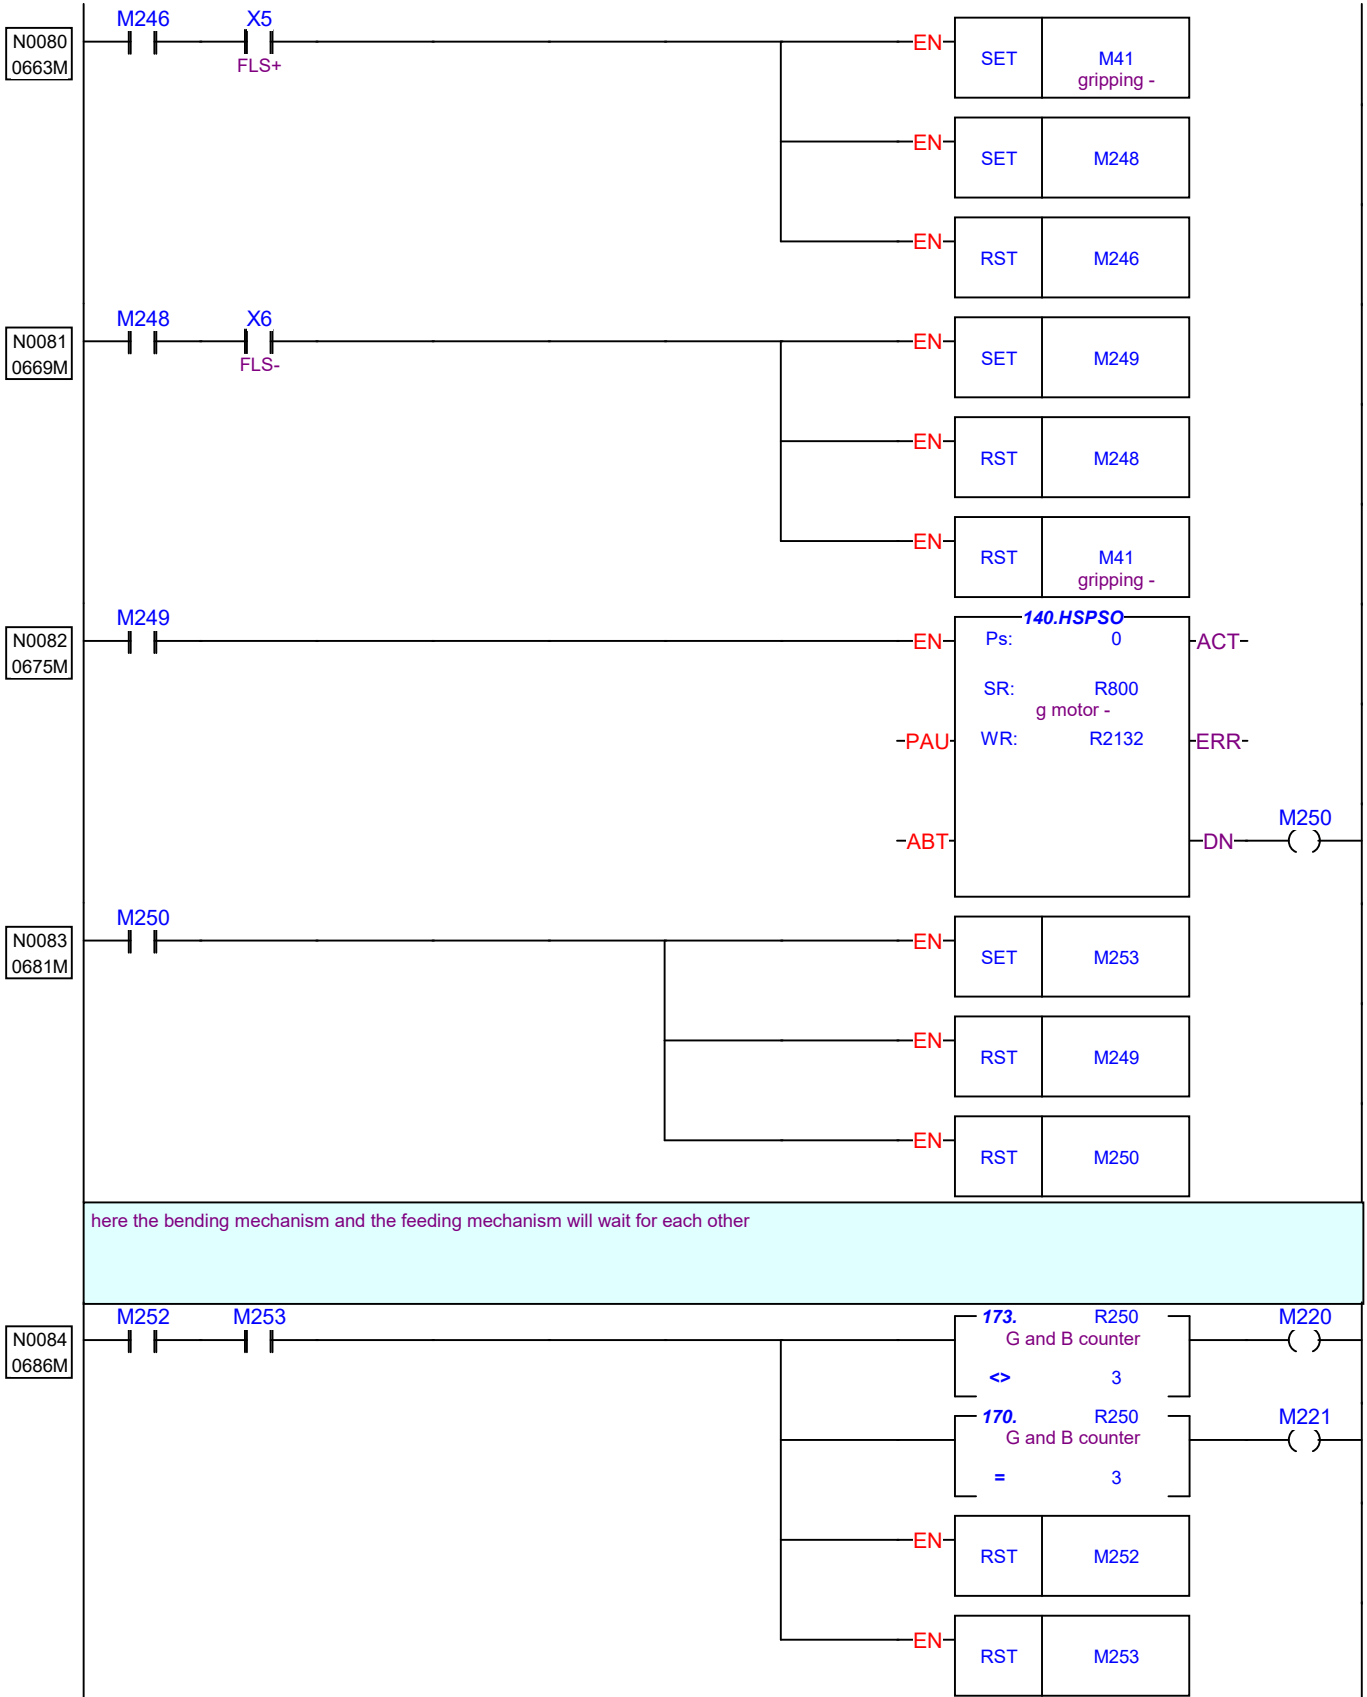 M246 X5
N0080
0663M
FLS+
EN SET M41
gripping -
EN SET M248
EN RST M246
M248 X6
N0081
0669M
FLS-
EN SET M249
EN RST M248
EN RST M41
gripping -
M249
N0082
0675M
140.HSPSO
EN Ps: 0 ACT
SR: R800
g motor -
PAU WR: R2132 ERR
M250
ABT DN
M250
N0083
0681M
EN SET M253
EN RST M249
EN RST M250
here the bending mechanism and the feeding mechanism will wait for each other
M252 M253
N0084
0686M
173. R250 M220
G and B counter
<> 3
170. R250 M221
G and B counter
= 3
EN RST M252
EN RST M253